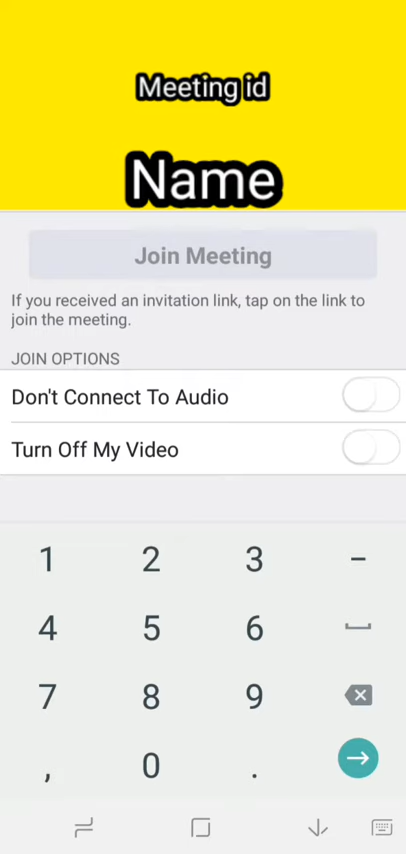 Meeting id
Name
Join Meeting
If you received an invitation link, tap on the link to
join the meeting.
JOIN OPTIONS
Don't Connect To Audio
Turn Off My Video
1 2 3 -
4 5 6
7 8 9
, 0 .